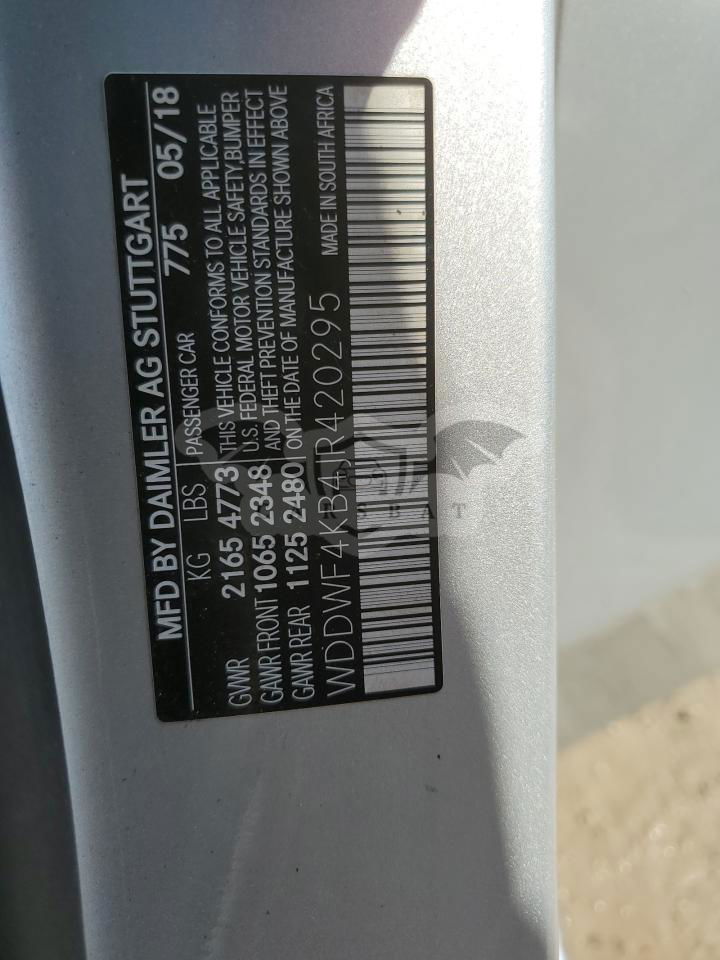 MFD BY DAIMLER AG STUTTGART
KG LBS PASSENGER CAR 775 05/18
GVWR 2165 4773 THIS VEHICLE CONFORMS TO ALL APPLICABLE
GAWR FRONT 1065 2348 U.S. FEDERAL MOTOR VEHICLE SAFETY,BUMPER
GAWR REAR 1125 2480 AND THEFT PREVENTION STANDARDS IN EFFECT
ON THE DATE OF MANUFACTURE SHOWN ABOVE
WDDWF4KB4JR420295 MADE IN SOUTH AFRICA